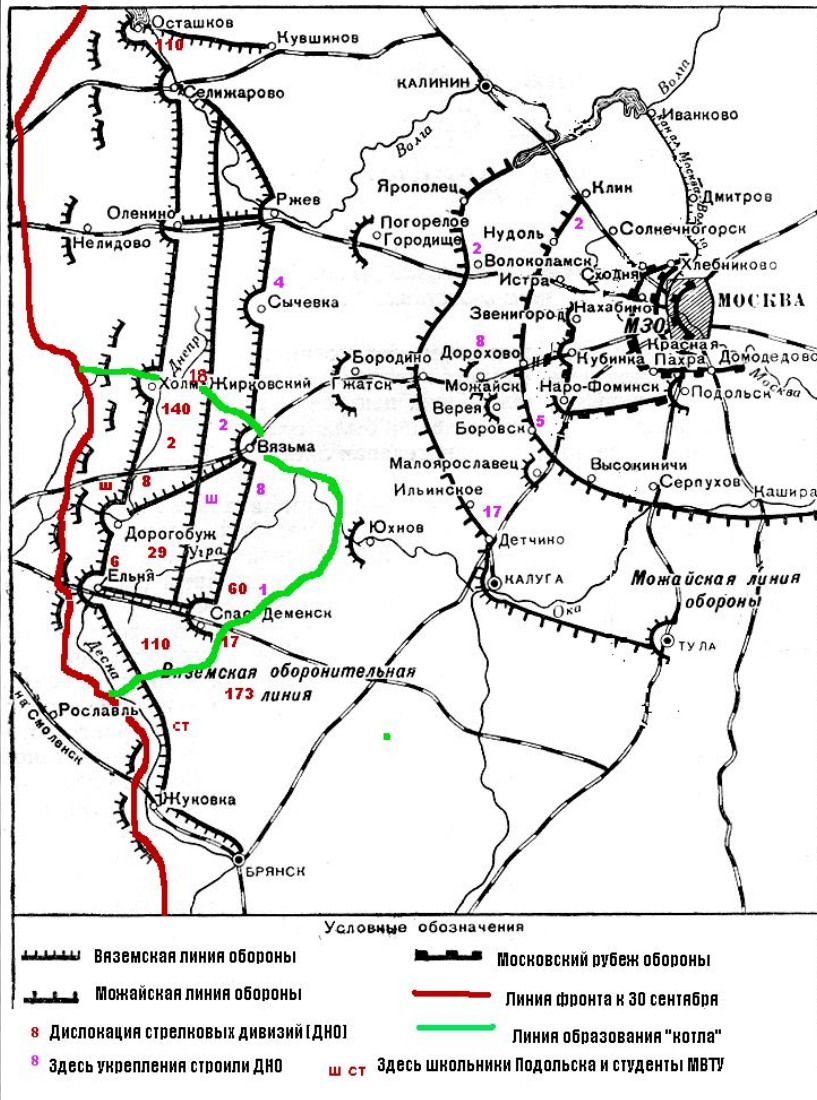 Осташков
110
Кувшинов
КАЛИНИН
Волга
Селижарово
Иванково
Волга
канал Москва-Волга
Ржев
Ярополец
Клин
Дмитров
Оленино
Погорелое
Городище
Нудоль
2
Солнечногорск
Нелидово
2
Волоколамск
Сходня
Хлебниково
4
Истра
МОСКВА
Сычевка
Звенигород
Нахабино
МЗО
Днепр
8
Красная
Бородино
Дорохово
Кубинка
Пахра
Домодедово
18
Холм-Жирковский
Гжатск
Можайск
Наро-Фоминск
Москва
140
Верея
Подольск
2
2
Боровск
5
Вязьма
Малоярославец
Высокиничи
ш
8
ш
8
Ильинское
Серпухов
Кашира
17
Дорогобуж
Юхнов
Детчино
6
29
Угра
Ельня
60
1
КАЛУГА
Можайская линия
обороны
Спас-Деменск
Ока
Десна
110
17
ТУЛА
Вяземская оборонительная
173
линия
Рославль
ст
на Смоленск
Жуковка
БРЯНСК
Условные обозначения
Вяземская линия обороны
Московский рубеж обороны
Можайская линия обороны
Линия фронта к 30 сентября
8 Дислокация стрелковых дивизий (ДНО)
Линия образования "котла"
8 Здесь укрепления строили ДНО
ш ст Здесь школьники Подольска и студенты МВТУ